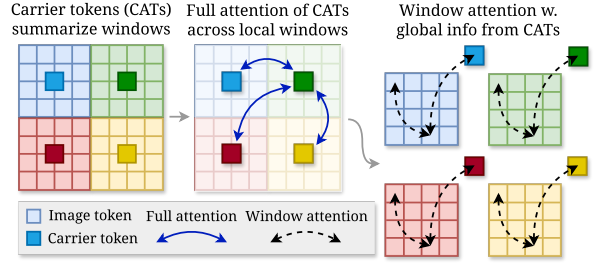 Carrier tokens (CATs)
summarize windows
Full attention of CATs
across local windows
Window attention w.
global info from CATs
Image token
Full attention
Window attention
Carrier token